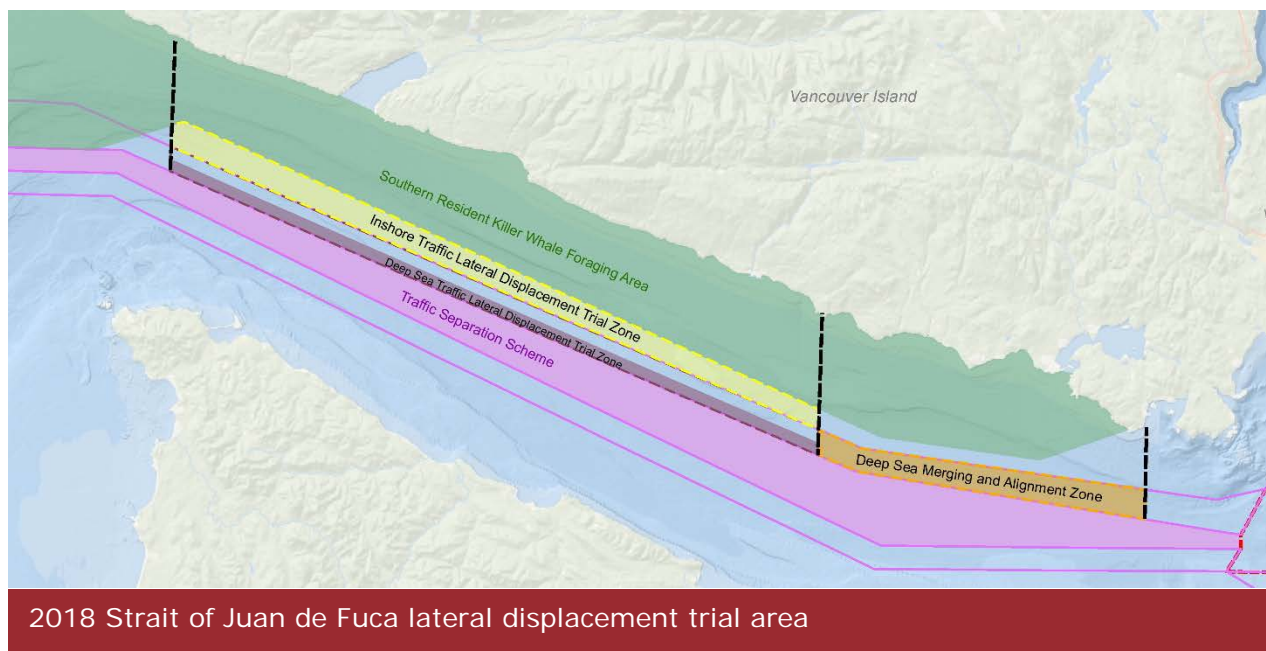 Vancouver Island
Southern Resident Killer Whale Foraging Area
Inshore Traffic Lateral Displacement Trial Zone
Deep Sea Traffic Lateral Displacement Trial Zone
Traffic Separation Scheme
Deep Sea Merging and Alignment Zone
2018 Strait of Juan de Fuca lateral displacement trial area